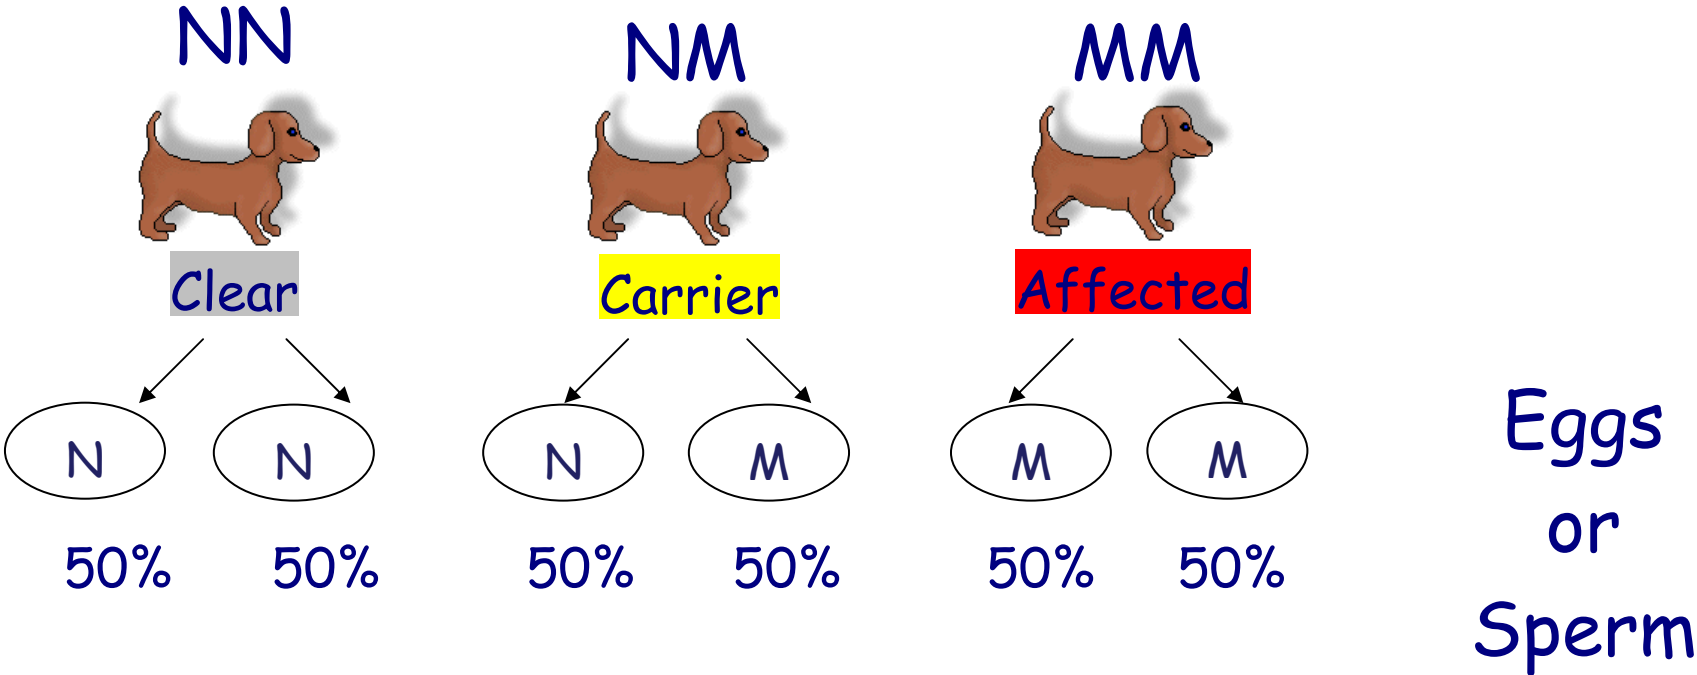 NN NM MM
Clear Carrier Affected
N N N M M M
50% 50% 50% 50% 50% 50%
Eggs
or
Sperm